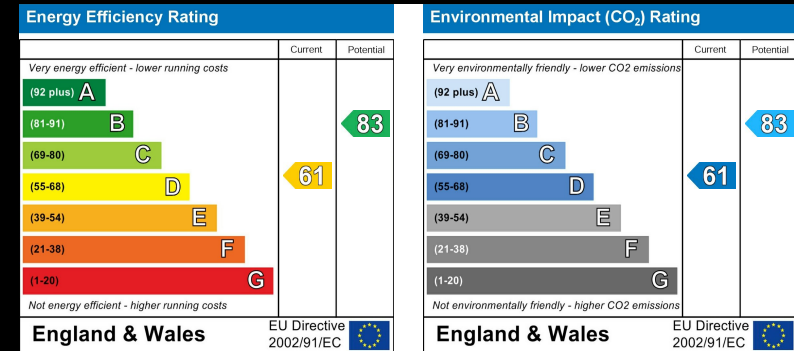 Energy Efficiency Rating
Current Potential
Very energy efficient - lower running costs
(92 plus) A
(81-91) B
83
(69-80) C
61
(55-68) D
(39-54) E
(21-38) F
(1-20) G
Not energy efficient - higher running costs
England & Wales
EU Directive
2002/91/EC
Environmental Impact (CO₂) Rating
Current Potential
Very environmentally friendly - lower CO2 emissions
(92 plus) A
(81-91) B
83
(69-80) C
61
(55-68) D
(39-54) E
(21-38) F
(1-20) G
Not environmentally friendly - higher CO2 emissions
England & Wales
EU Directive
2002/91/EC